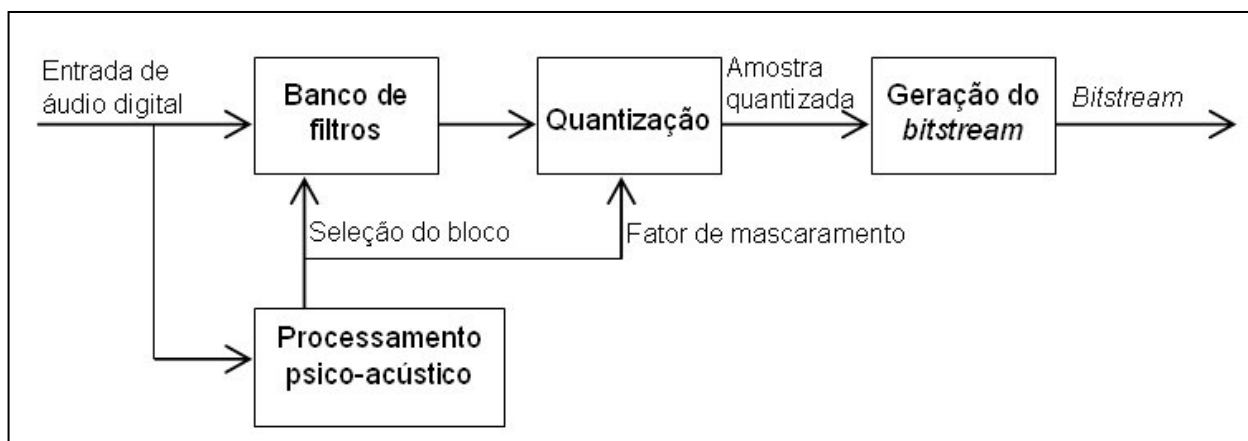 Entrada de
áudio digital
Banco de
filtros
Quantização
Amostra
quantizada
Geração do
bitstream
Bitstream
Seleção do bloco
Fator de mascaramento
Processamento
psico-acústico